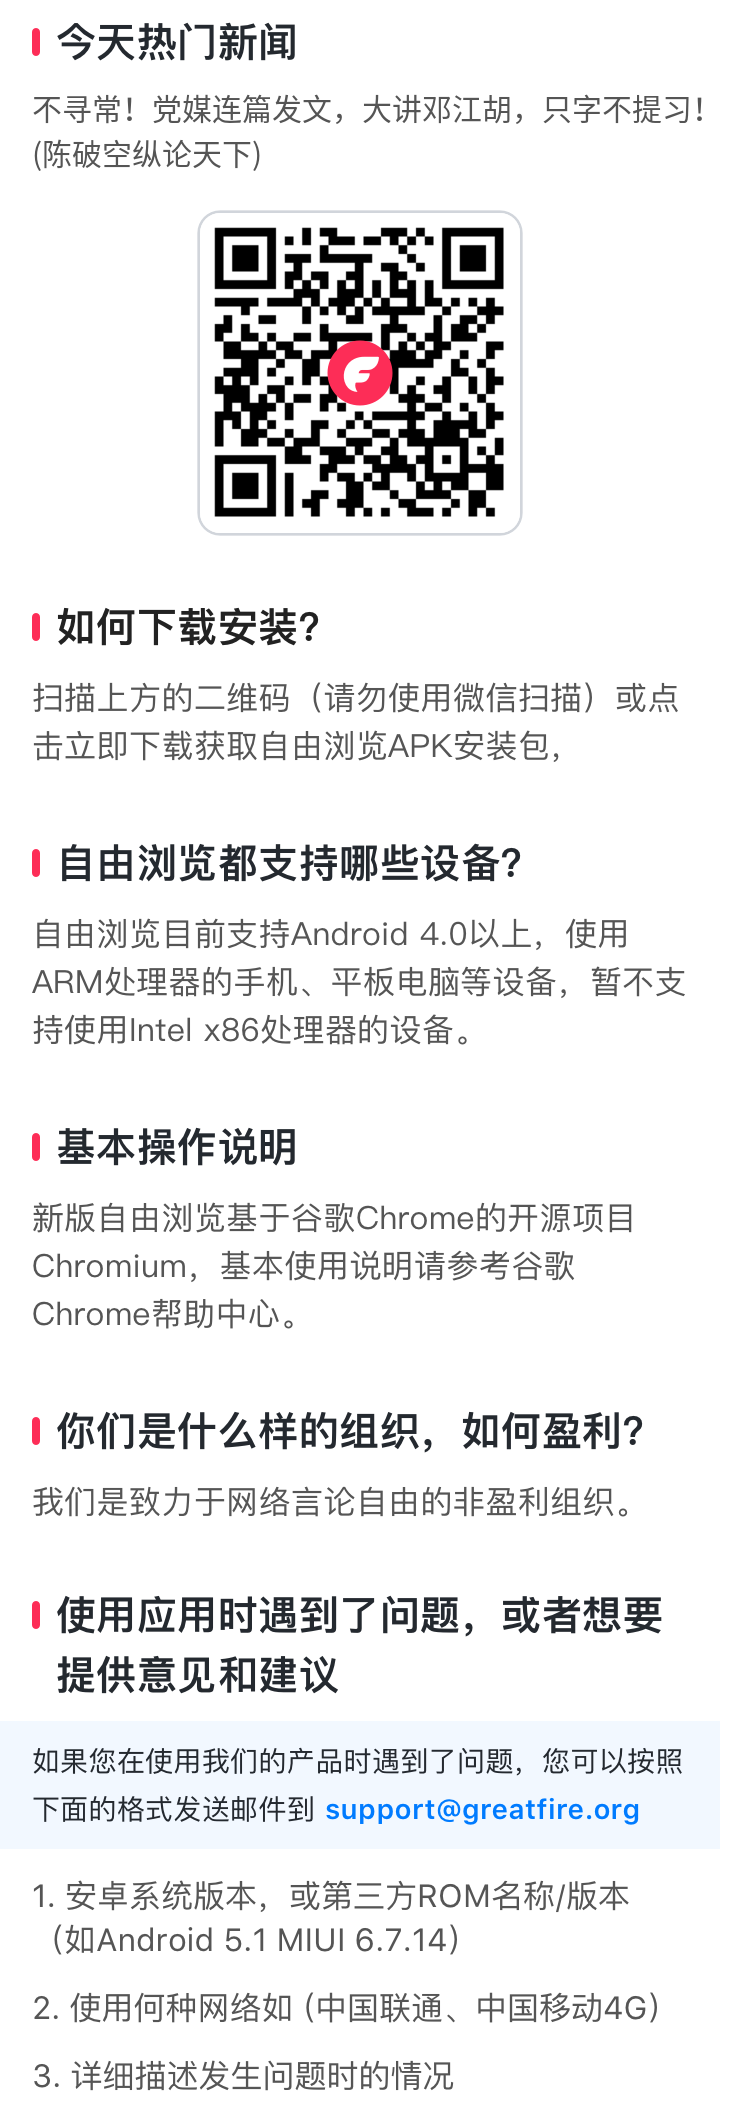 今天热门新闻
不寻常！党媒连篇发文，大讲邓江胡，只字不提习！
(陈破空纵论天下)
如何下载安装?
扫描上方的二维码（请勿使用微信扫描）或点
击立即下载获取自由浏览APK安装包，
自由浏览都支持哪些设备?
自由浏览目前支持Android 4.0以上，使用
ARM处理器的手机、平板电脑等设备，暂不支
持使用Intel x86处理器的设备。
基本操作说明
新版自由浏览基于谷歌Chrome的开源项目
Chromium，基本使用说明请参考谷歌
Chrome帮助中心。
你们是什么样的组织，如何盈利?
我们是致力于网络言论自由的非盈利组织。
使用应用时遇到了问题，或者想要
提供意见和建议
如果您在使用我们的产品时遇到了问题，您可以按照
下面的格式发送邮件到 support@greatfire.org
1. 安卓系统版本，或第三方ROM名称/版本
（如Android 5.1 MIUI 6.7.14）
2. 使用何种网络如 (中国联通、中国移动4G）
3. 详细描述发生问题时的情况